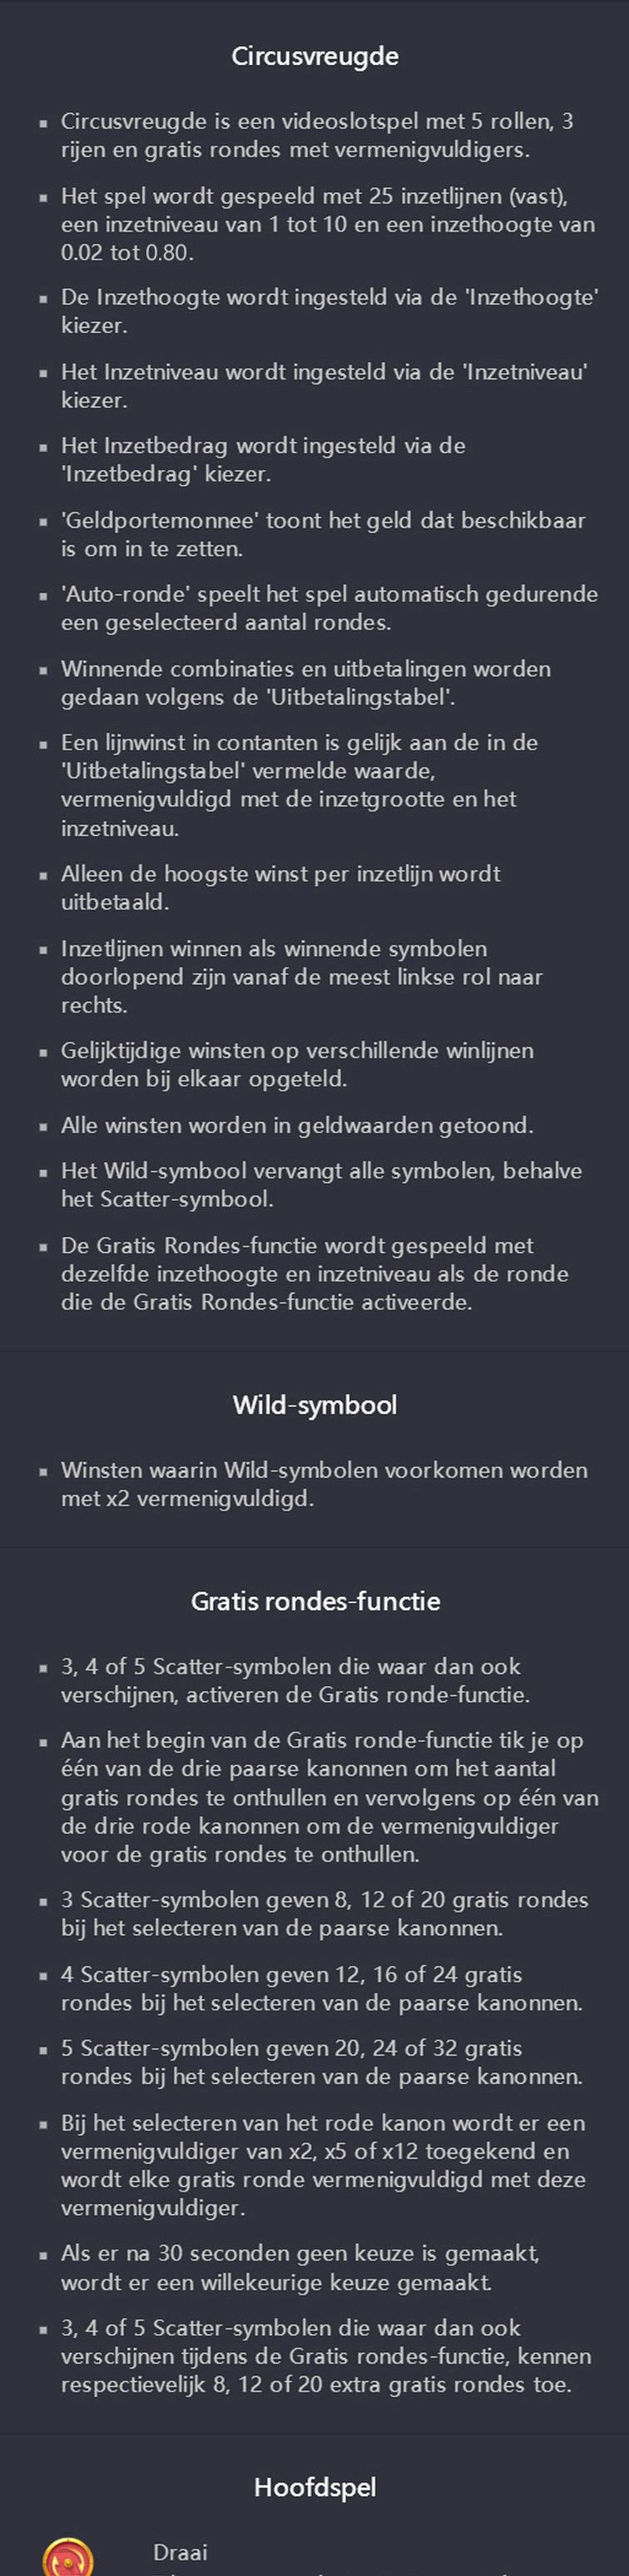 Circusvreugde
Circusvreugde is een videoslotspel met 5 rollen, 3
rijen en gratis rondes met vermenigvuldigers.
Het spel wordt gespeeld met 25 inzetlijnen (vast),
een inzetniveau van 1 tot 10 en een inzethoogte van
0.02 tot 0.80.
De Inzethoogte wordt ingesteld via de 'Inzethoogte'
kiezer.
Het Inzetniveau wordt ingesteld via de 'Inzetniveau'
kiezer.
Het Inzetbedrag wordt ingesteld via de
'Inzetbedrag' kiezer.
'Geldportemonnee' toont het geld dat beschikbaar
is om in te zetten.
'Auto-ronde' speelt het spel automatisch gedurende
een geselecteerd aantal rondes.
Winnende combinaties en uitbetalingen worden
gedaan volgens de 'Uitbetalingstabel'.
Een lijnwinst in contanten is gelijk aan de in de
'Uitbetalingstabel' vermelde waarde,
vermenigvuldigd met de inzetgrootte en het
inzetniveau.
Alleen de hoogste winst per inzetlijn wordt
uitbetaald.
Inzetlijnen winnen als winnende symbolen
doorlopend zijn vanaf de meest linkse rol naar
rechts.
Gelijktijdige winsten op verschillende winlijnen
worden bij elkaar opgeteld.
Alle winsten worden in geldwaarden getoond.
Het Wild-symbool vervangt alle symbolen, behalve
het Scatter-symbool.
De Gratis Rondes-functie wordt gespeeld met
dezelfde inzethoogte en inzetniveau als de ronde
die de Gratis Rondes-functie activeerde.
Wild-symbool
Winsten waarin Wild-symbolen voorkomen worden
met x2 vermenigvuldigd.
Gratis rondes-functie
3, 4 of 5 Scatter-symbolen die waar dan ook
verschijnen, activeren de Gratis ronde-functie.
Aan het begin van de Gratis ronde-functie tik je op
één van de drie paarse kanonnen om het aantal
gratis rondes te onthullen en vervolgens op één van
de drie rode kanonnen om de vermenigvuldiger
voor de gratis rondes te onthullen.
3 Scatter-symbolen geven 8, 12 of 20 gratis rondes
bij het selecteren van de paarse kanonnen.
4 Scatter-symbolen geven 12, 16 of 24 gratis
rondes bij het selecteren van de paarse kanonnen.
5 Scatter-symbolen geven 20, 24 of 32 gratis
rondes bij het selecteren van de paarse kanonnen.
Bij het selecteren van het rode kanon wordt er een
vermenigvuldiger van x2, x5 of x12 toegekend en
wordt elke gratis ronde vermenigvuldigd met deze
vermenigvuldiger.
Als er na 30 seconden geen keuze is gemaakt,
wordt er een willekeurige keuze gemaakt.
3, 4 of 5 Scatter-symbolen die waar dan ook
verschijnen tijdens de Gratis rondes-functie, kennen
respectievelijk 8, 12 of 20 extra gratis rondes toe.
Hoofdspel
Draai